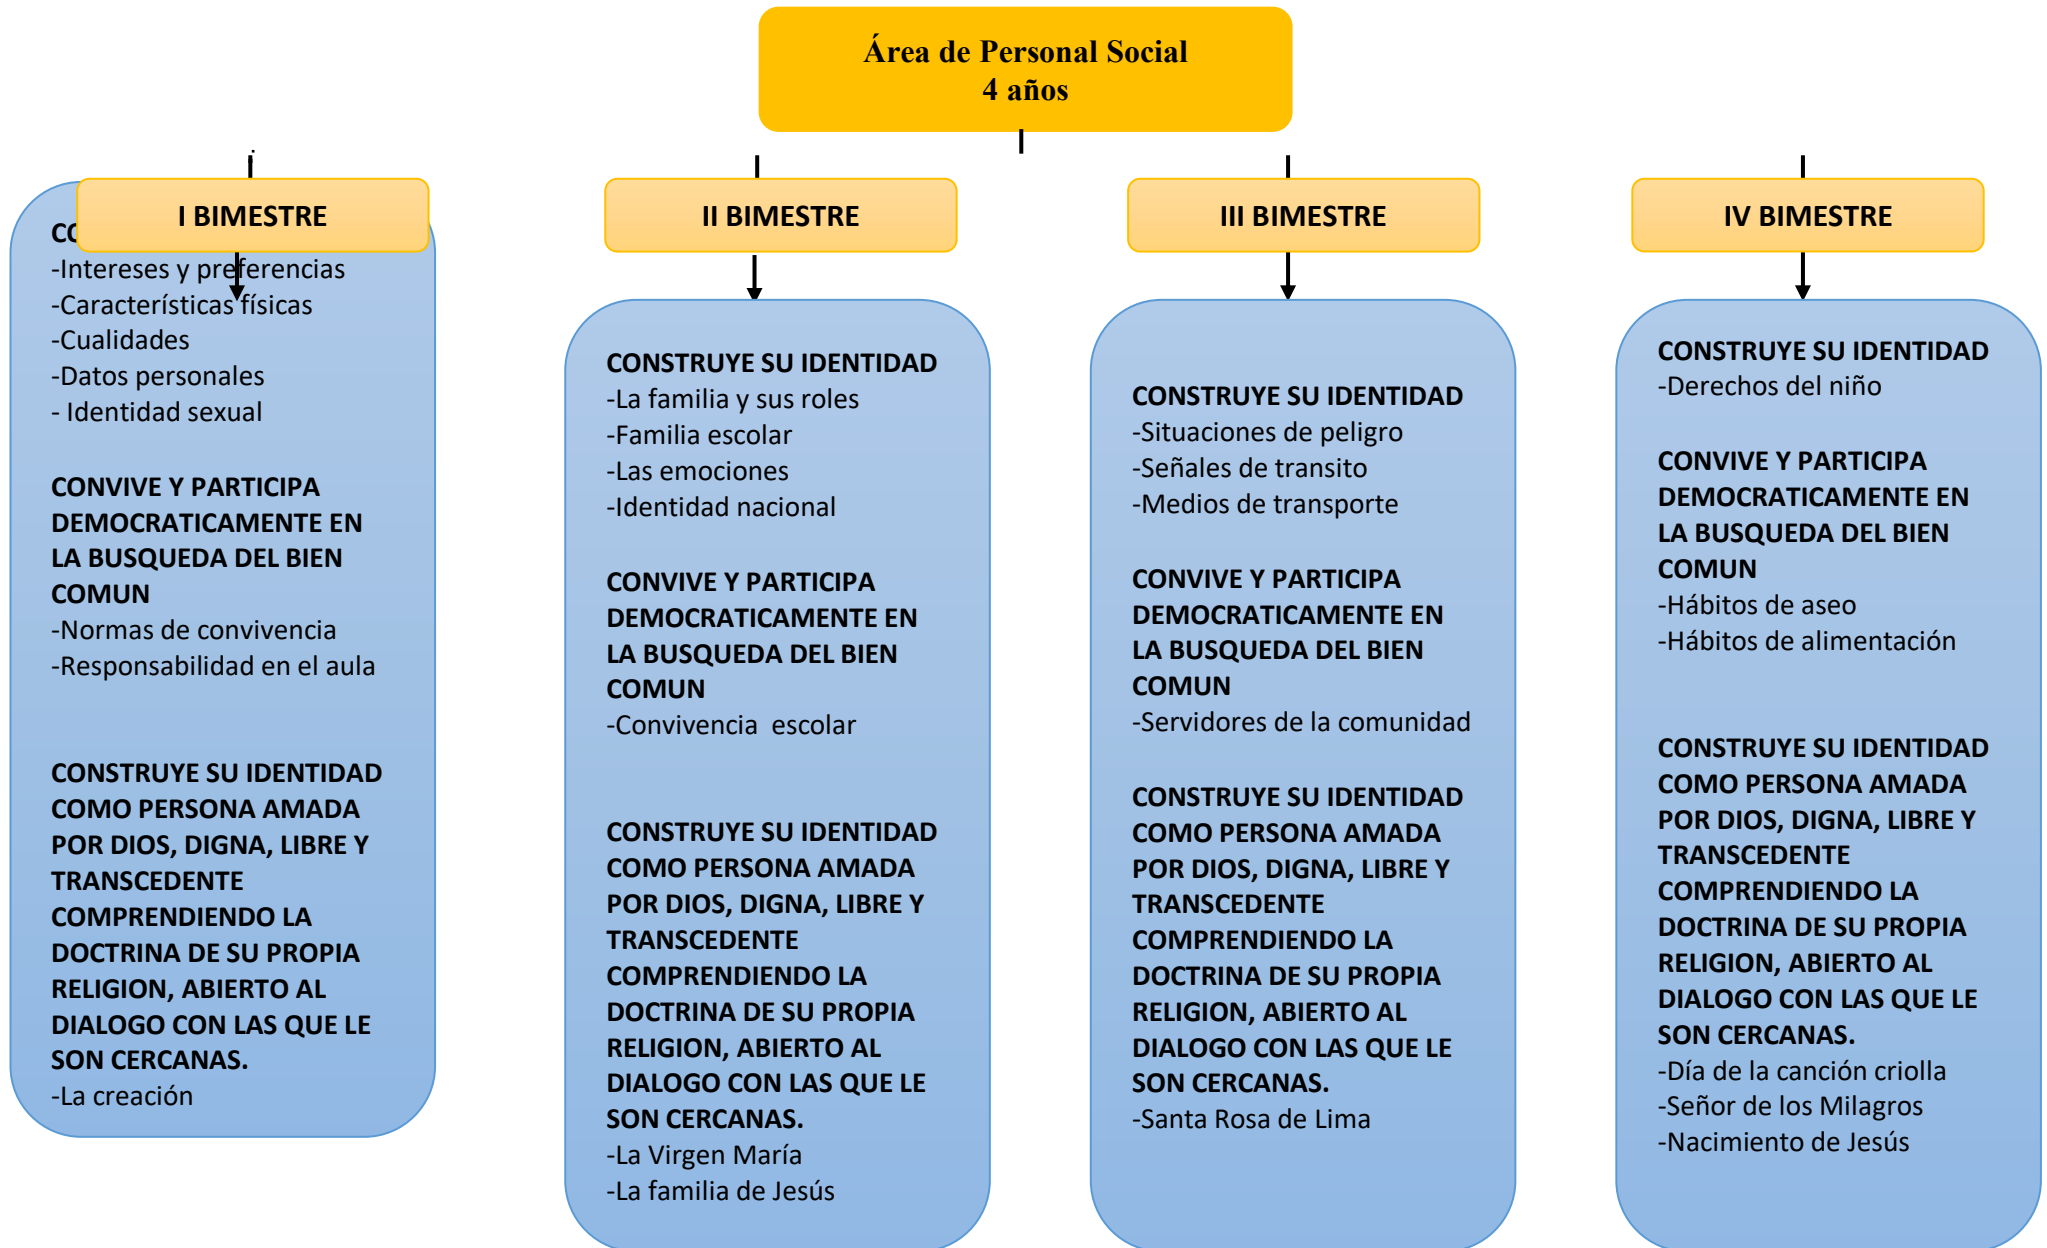 Área de Personal Social
4 años
I BIMESTRE
-Intereses y preferencias
-Características físicas
-Cualidades
-Datos personales
- Identidad sexual
CONVIVE Y PARTICIPA
DEMOCRATICAMENTE EN
LA BUSQUEDA DEL BIEN
COMUN
-Normas de convivencia
-Responsabilidad en el aula
CONSTRUYE SU IDENTIDAD
COMO PERSONA AMADA
POR DIOS, DIGNA, LIBRE Y
TRANSCEDENTE
COMPRENDIENDO LA
DOCTRINA DE SU PROPIA
RELIGION, ABIERTO AL
DIALOGO CON LAS QUE LE
SON CERCANAS.
-La creación
II BIMESTRE
CONSTRUYE SU IDENTIDAD
-La familia y sus roles
-Familia escolar
-Las emociones
-Identidad nacional
CONVIVE Y PARTICIPA
DEMOCRATICAMENTE EN
LA BUSQUEDA DEL BIEN
COMUN
-Convivencia  escolar
CONSTRUYE SU IDENTIDAD
COMO PERSONA AMADA
POR DIOS, DIGNA, LIBRE Y
TRANSCEDENTE
COMPRENDIENDO LA
DOCTRINA DE SU PROPIA
RELIGION, ABIERTO AL
DIALOGO CON LAS QUE LE
SON CERCANAS.
-La Virgen María
-La familia de Jesús
III BIMESTRE
CONSTRUYE SU IDENTIDAD
-Situaciones de peligro
-Señales de transito
-Medios de transporte
CONVIVE Y PARTICIPA
DEMOCRATICAMENTE EN
LA BUSQUEDA DEL BIEN
COMUN
-Servidores de la comunidad
CONSTRUYE SU IDENTIDAD
COMO PERSONA AMADA
POR DIOS, DIGNA, LIBRE Y
TRANSCEDENTE
COMPRENDIENDO LA
DOCTRINA DE SU PROPIA
RELIGION, ABIERTO AL
DIALOGO CON LAS QUE LE
SON CERCANAS.
-Santa Rosa de Lima
IV BIMESTRE
CONSTRUYE SU IDENTIDAD
-Derechos del niño
CONVIVE Y PARTICIPA
DEMOCRATICAMENTE EN
LA BUSQUEDA DEL BIEN
COMUN
-Hábitos de aseo
-Hábitos de alimentación
CONSTRUYE SU IDENTIDAD
COMO PERSONA AMADA
POR DIOS, DIGNA, LIBRE Y
TRANSCEDENTE
COMPRENDIENDO LA
DOCTRINA DE SU PROPIA
RELIGION, ABIERTO AL
DIALOGO CON LAS QUE LE
SON CERCANAS.
-Día de la canción criolla
-Señor de los Milagros
-Nacimiento de Jesús